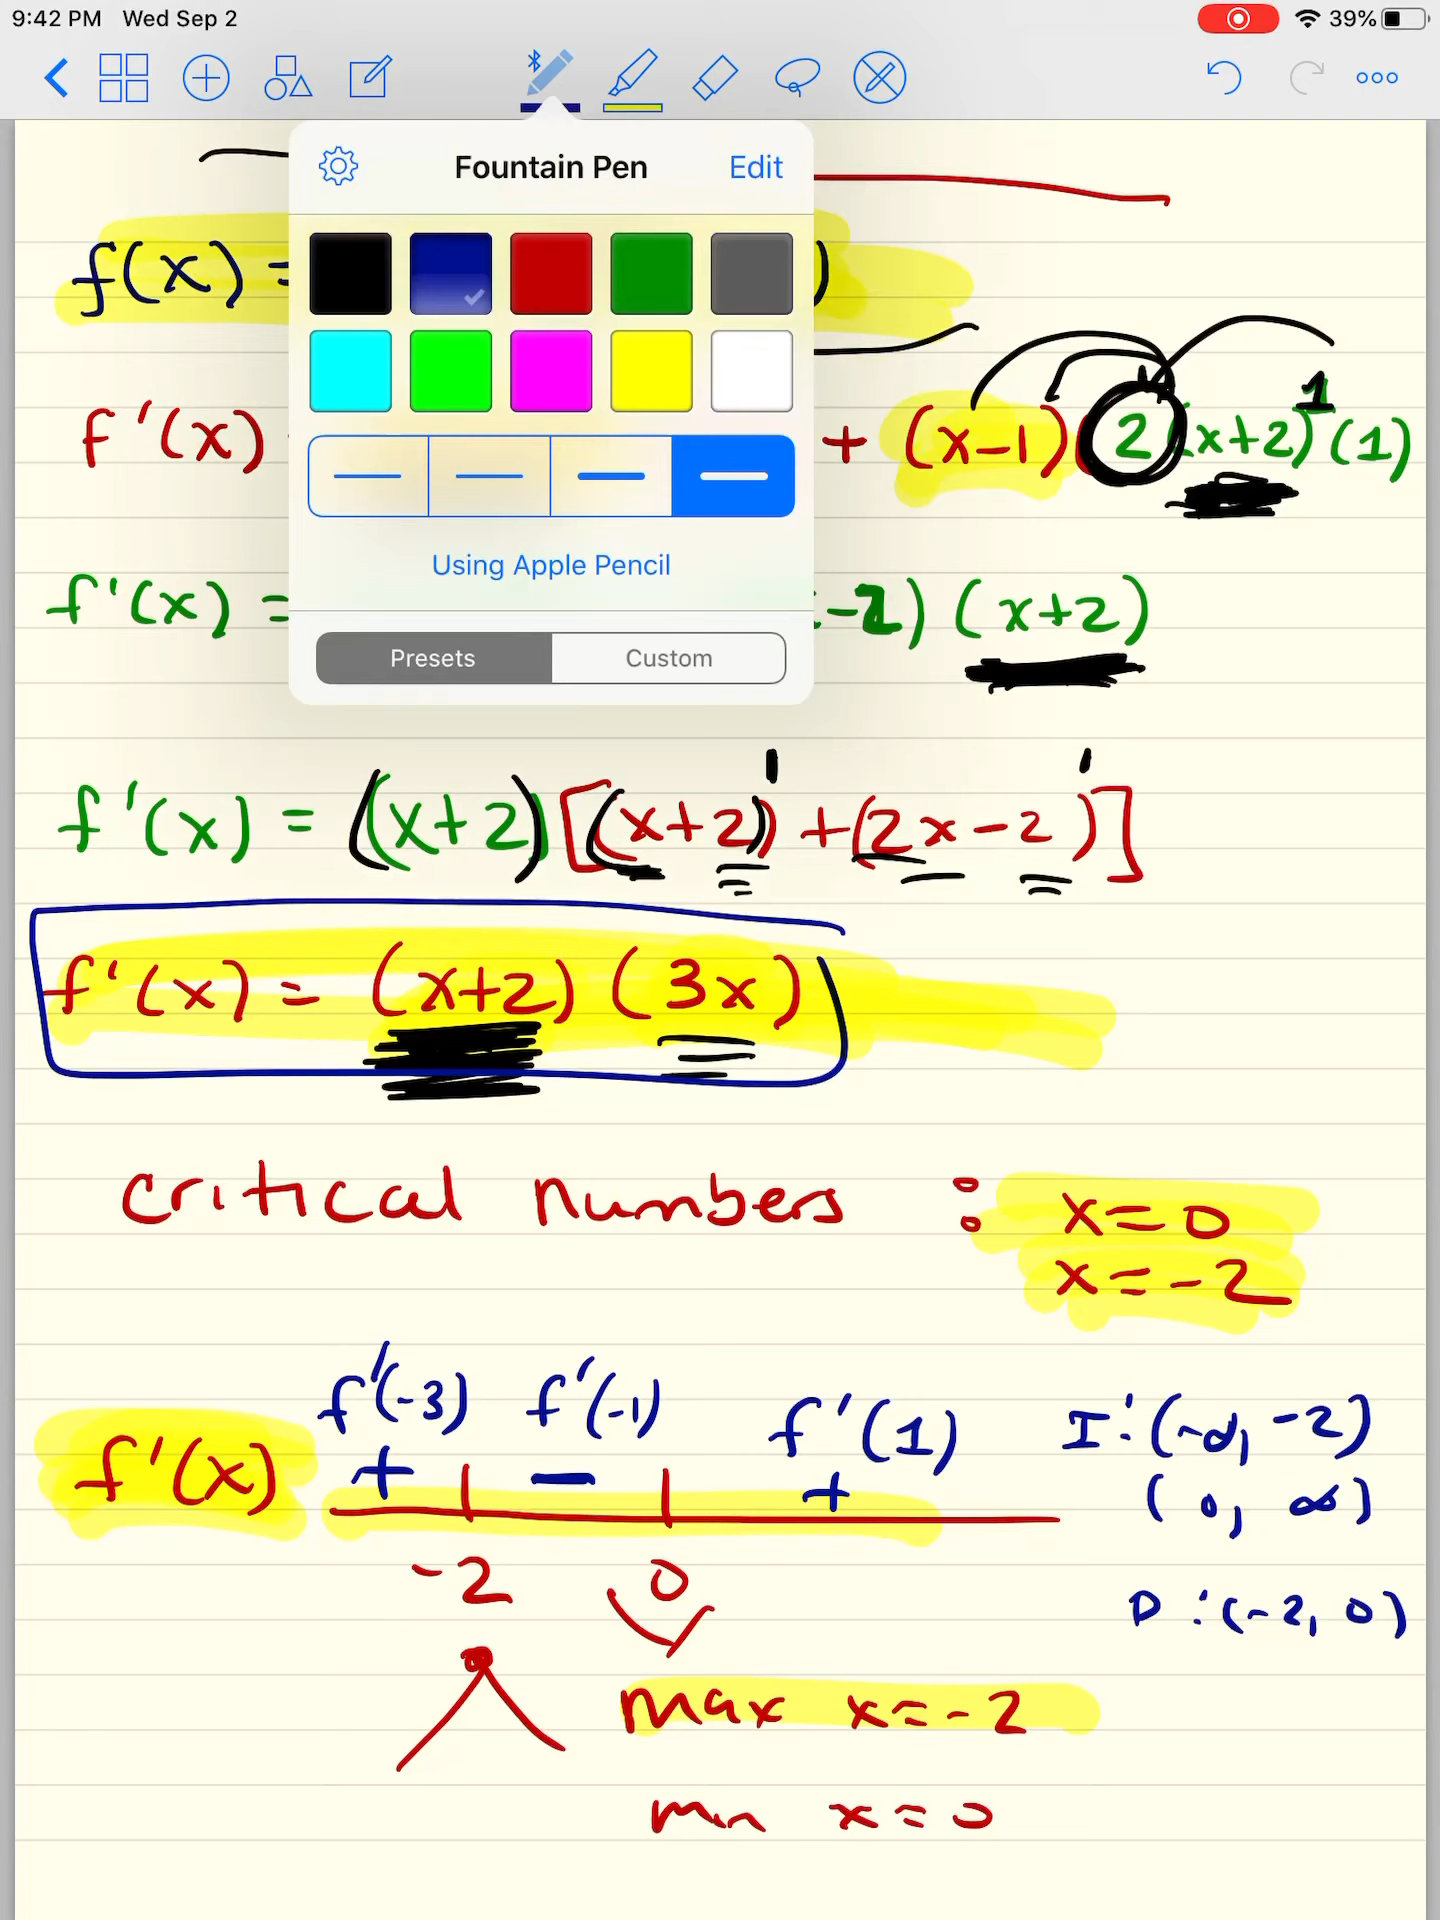 9:42 PM Wed Sep 2 39%
Fountain Pen Edit
f(x) = )
f'(x) + (x-1)(2(x+2)¹(1)
Using Apple Pencil
f'(x) = -2) (x+2)
Presets Custom
f'(x) = (x+2)[(x+2)+(2x-2)]
f'(x) = (x+2)(3x)
critical numbers : x=0
x=-2
f'(-3) f'(-1) f'(1) I:(-∞, -2)
f'(x) + - + (0, ∞)
-2 0 D:(-2, 0)
max x=-2
min x=0